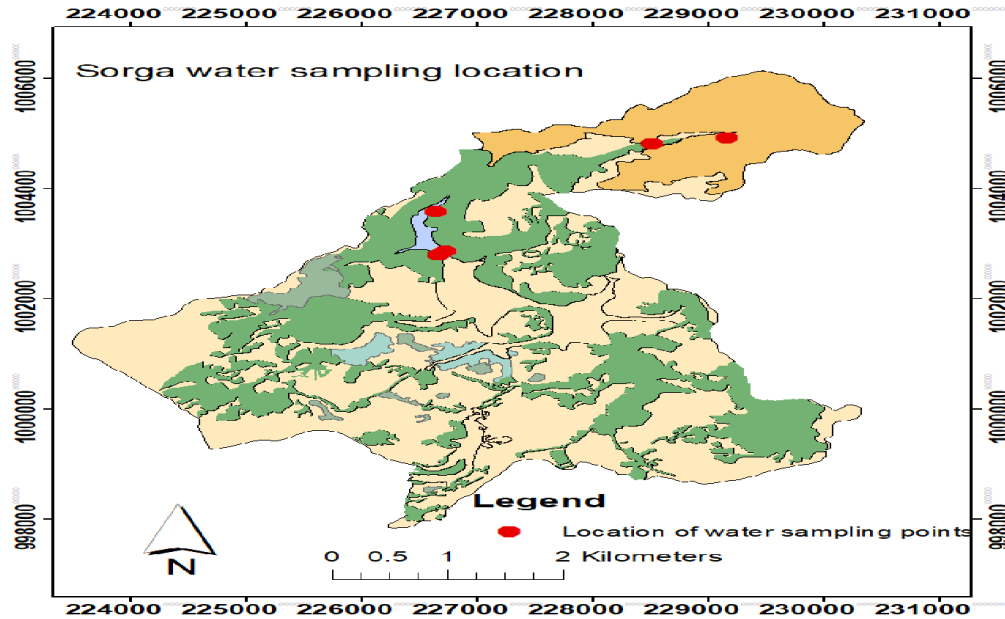 224000 225000 226000 227000 228000 229000 230000 231000
Sorga water sampling location
1006000 1006000
1004000 1004000
1002000 1002000
1000000 1000000
998000 998000
Legend
Location of water sampling points
0 0.5 1 2 Kilometers
N
224000 225000 226000 227000 228000 229000 230000 231000